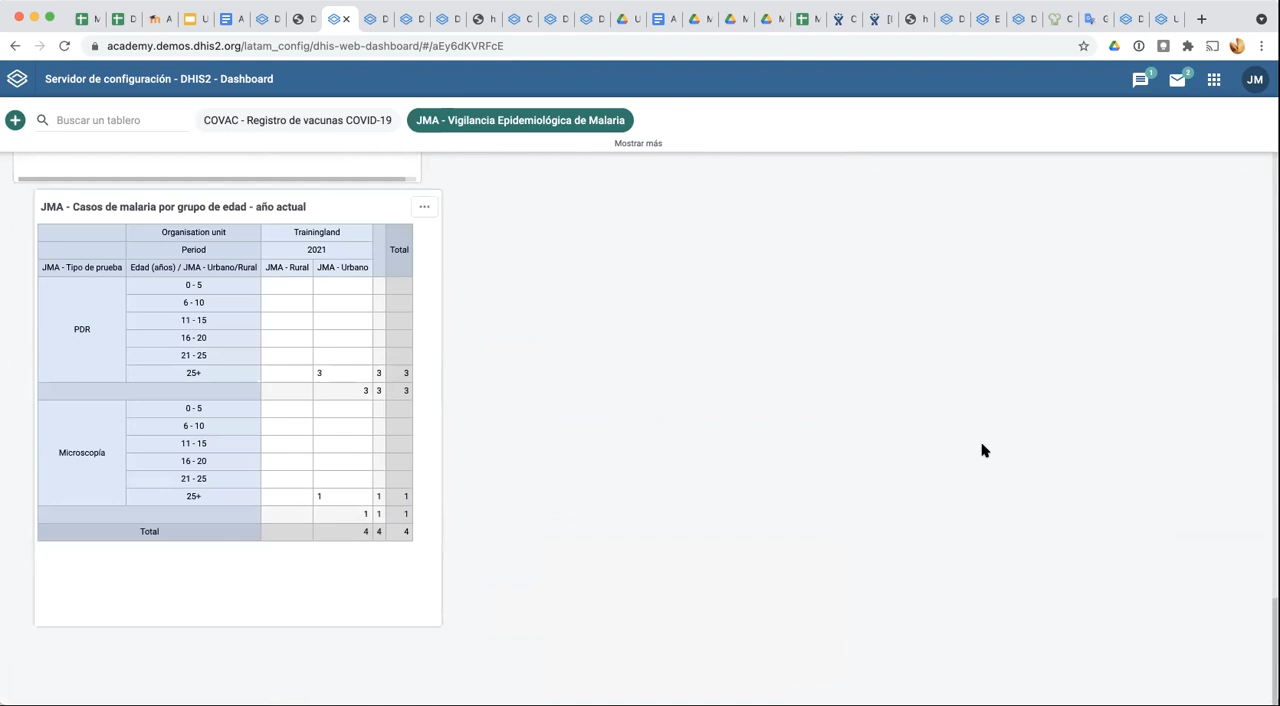 A
D
A
U
A
D
D
D
D
D
h
C
D
D
U
A
M
M
M
M
C
[
h
D
E
D
C
G
D
U
academy.demos.dhis2.org/latam_config/dhis-web-dashboard/#/aEy6dKVRFcE
Servidor de configuración - DHIS2 - Dashboard
1
2
JM
Buscar un tablero
COVAC - Registro de vacunas COVID-19
JMA - Vigilancia Epidemiológica de Malaria
Mostrar más
JMA - Casos de malaria por grupo de edad - año actual
Organisation unit Trainingland
Period 2021 Total
JMA - Tipo de prueba Edad (años) / JMA - Urbano/Rural JMA - Rural JMA - Urbano
0 - 5
6 - 10
11 - 15
PDR
16 - 20
21 - 25
25+ 3 3 3
3 3 3
0 - 5
6 - 10
11 - 15
Microscopía
16 - 20
21 - 25
25+ 1 1 1
1 1 1
Total 4 4 4